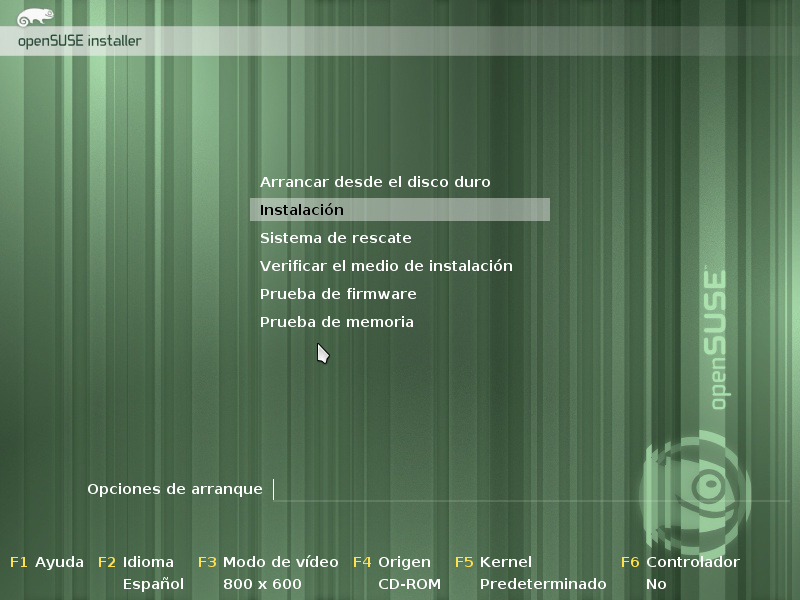 openSUSE installer
Arrancar desde el disco duro
Instalación
Sistema de rescate
Verificar el medio de instalación
Prueba de firmware
Prueba de memoria
openSUSE
Opciones de arranque
F1 Ayuda F2 Idioma F3 Modo de vídeo F4 Origen F5 Kernel F6 Controlador
Español 800 x 600 CD-ROM Predeterminado No